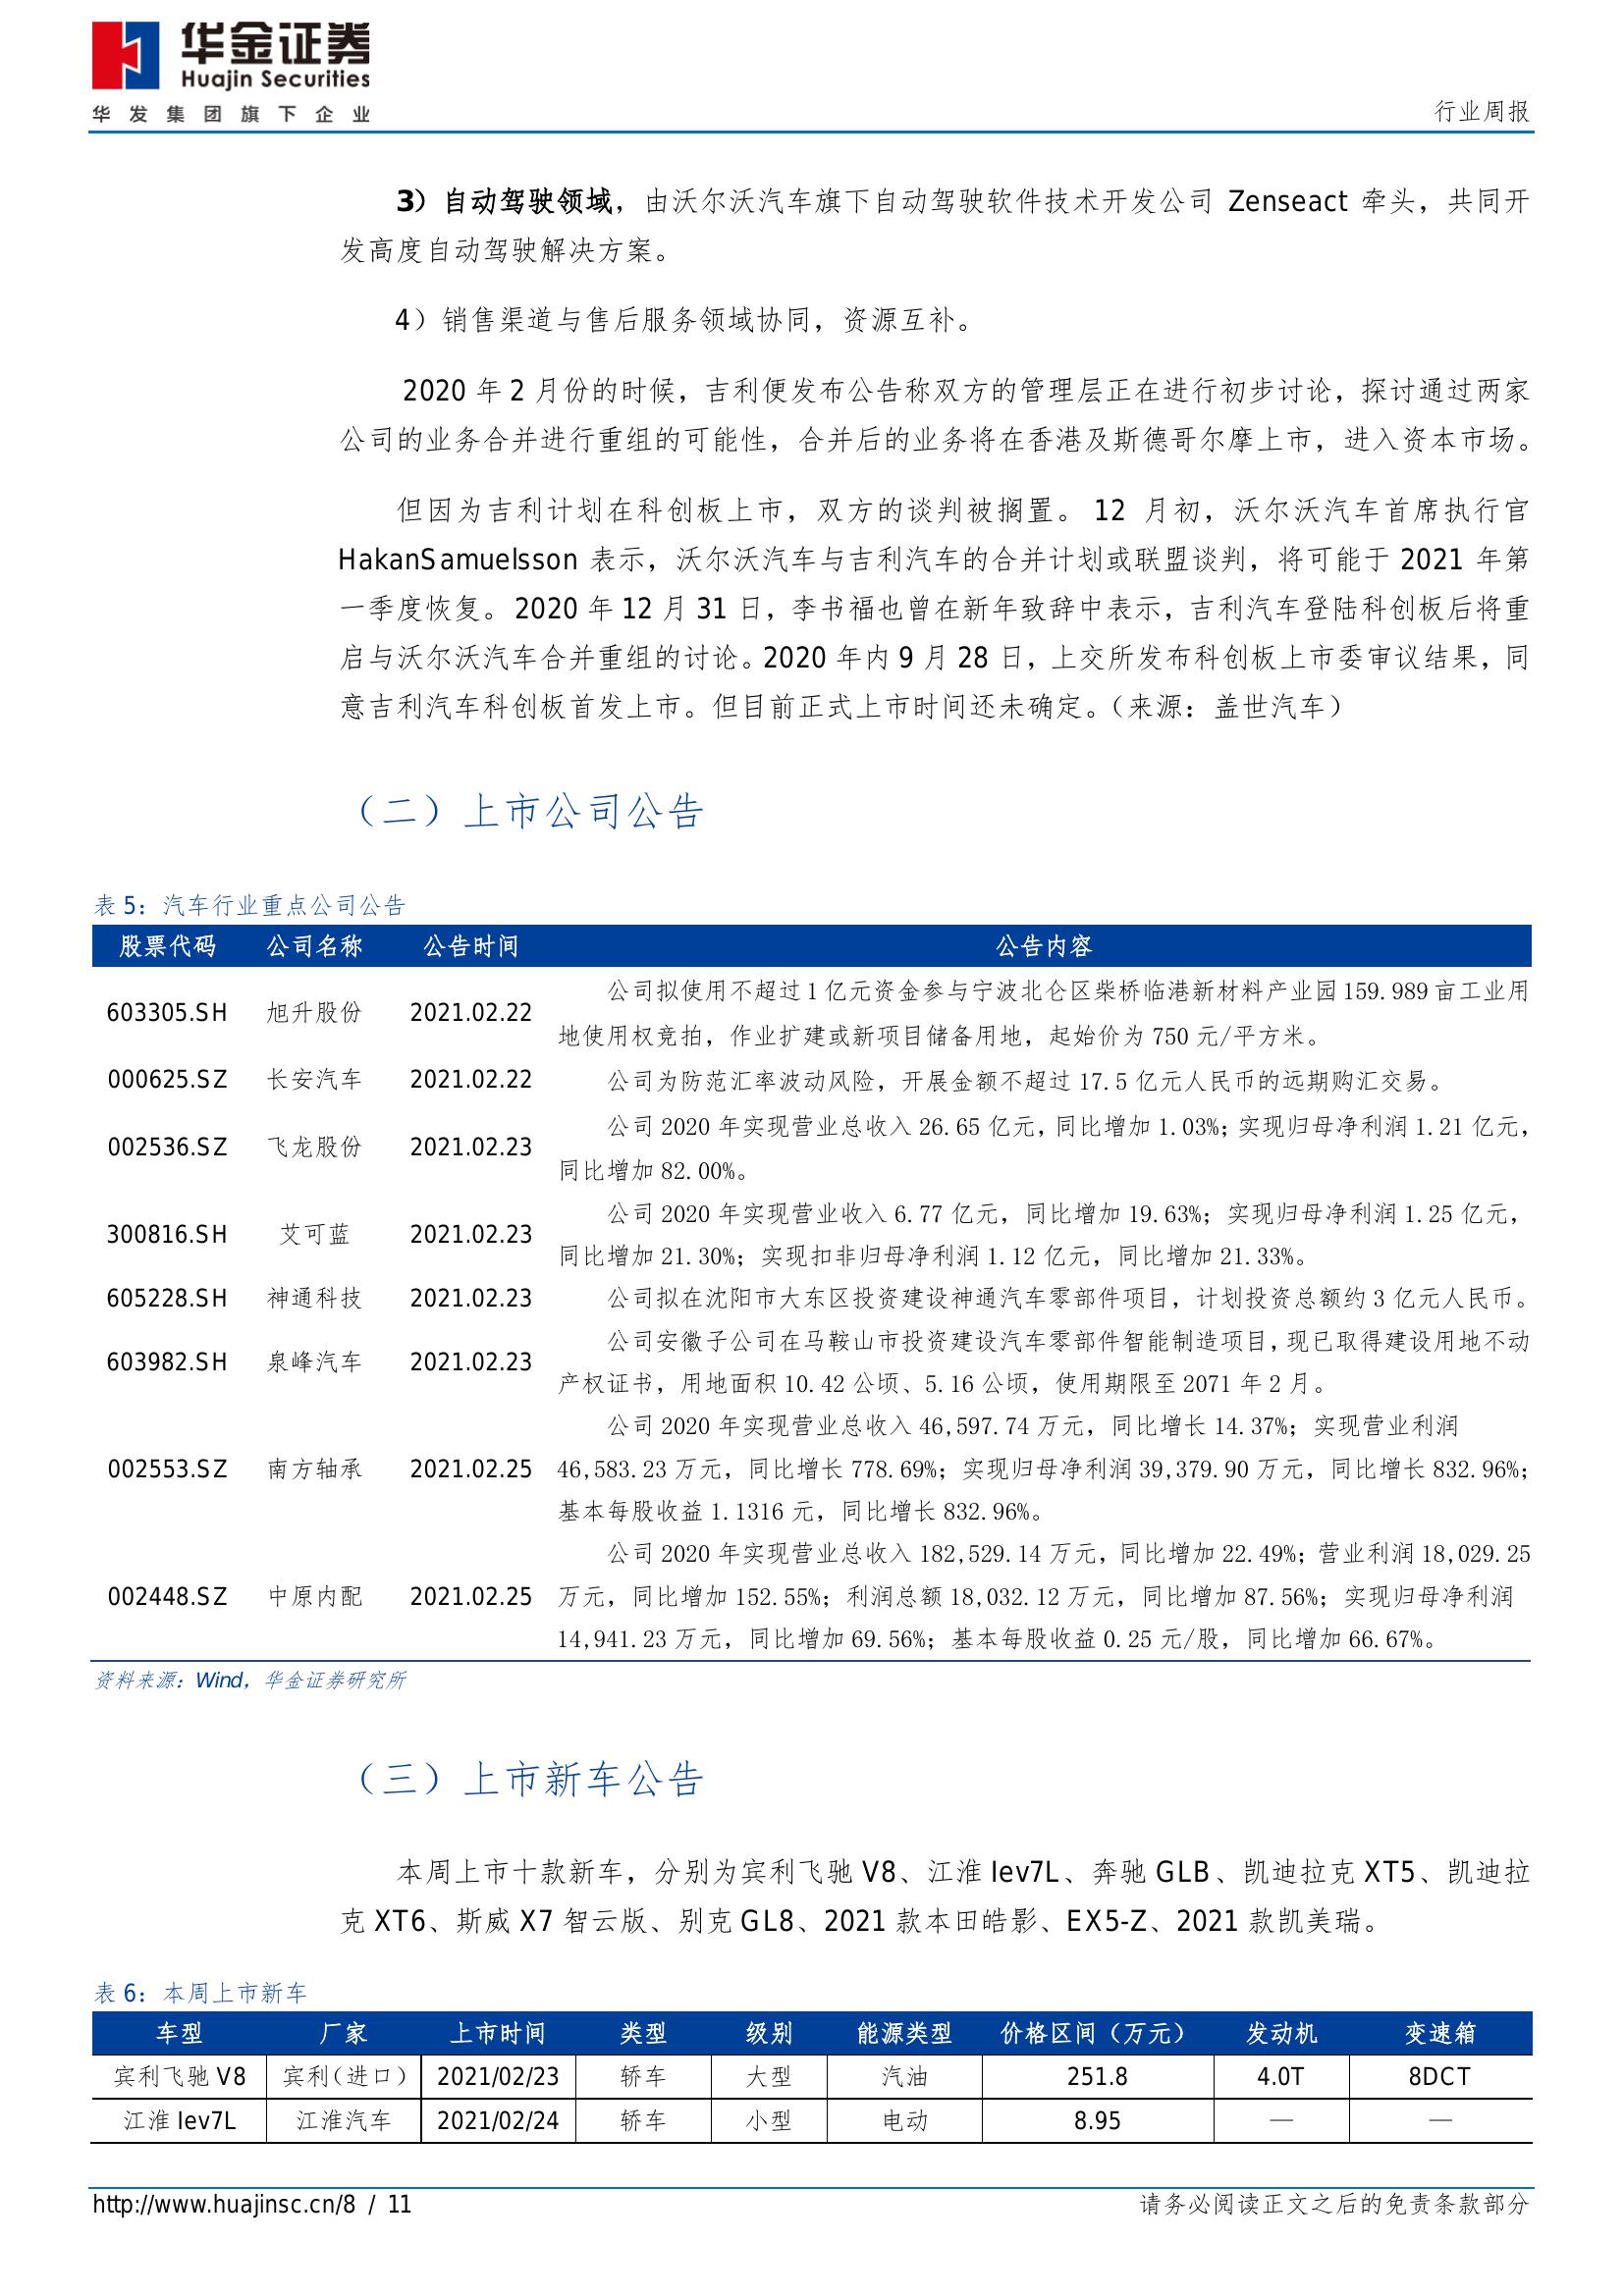 华金证券
Huajin Securities
华发集团旗下企业
行业周报
3）自动驾驶领域，由沃尔沃汽车旗下自动驾驶软件技术开发公司 Zenseact 牵头，共同开
发高度自动驾驶解决方案。
4）销售渠道与售后服务领域协同，资源互补。
2020 年 2 月份的时候，吉利便发布公告称双方的管理层正在进行初步讨论，探讨通过两家
公司的业务合并进行重组的可能性，合并后的业务将在香港及斯德哥尔摩上市，进入资本市场。
但因为吉利计划在科创板上市，双方的谈判被搁置。 12 月初，沃尔沃汽车首席执行官
HakanSamuelsson 表示，沃尔沃汽车与吉利汽车的合并计划或联盟谈判，将可能于 2021 年第
一季度恢复。2020 年 12 月 31 日，李书福也曾在新年致辞中表示，吉利汽车登陆科创板后将重
启与沃尔沃汽车合并重组的讨论。2020 年内 9 月 28 日，上交所发布科创板上市委审议结果，同
意吉利汽车科创板首发上市。但目前正式上市时间还未确定。（来源：盖世汽车）
（二）上市公司公告
表 5：汽车行业重点公司公告
股票代码 公司名称 公告时间 公告内容
603305.SH 旭升股份 2021.02.22 公司拟使用不超过 1 亿元资金参与宁波北仑区柴桥临港新材料产业园 159.989 亩工业用
地使用权竞拍，作业扩建或新项目储备用地，起始价为 750 元/平方米。
000625.SZ 长安汽车 2021.02.22 公司为防范汇率波动风险，开展金额不超过 17.5 亿元人民币的远期购汇交易。
002536.SZ 飞龙股份 2021.02.23 公司 2020 年实现营业总收入 26.65 亿元，同比增加 1.03%；实现归母净利润 1.21 亿元，
同比增加 82.00%。
300816.SH 艾可蓝 2021.02.23 公司 2020 年实现营业收入 6.77 亿元，同比增加 19.63%；实现归母净利润 1.25 亿元，
同比增加 21.30%；实现扣非归母净利润 1.12 亿元，同比增加 21.33%。
605228.SH 神通科技 2021.02.23 公司拟在沈阳市大东区投资建设神通汽车零部件项目，计划投资总额约 3 亿元人民币。
603982.SH 泉峰汽车 2021.02.23 公司安徽子公司在马鞍山市投资建设汽车零部件智能制造项目，现已取得建设用地不动
产权证书，用地面积 10.42 公顷、5.16 公顷，使用期限至 2071 年 2 月。
002553.SZ 南方轴承 2021.02.25 公司 2020 年实现营业总收入 46,597.74 万元，同比增长 14.37%；实现营业利润
46,583.23 万元，同比增长 778.69%；实现归母净利润 39,379.90 万元，同比增长 832.96%；
基本每股收益 1.1316 元，同比增长 832.96%。
002448.SZ 中原内配 2021.02.25 公司 2020 年实现营业总收入 182,529.14 万元，同比增加 22.49%；营业利润 18,029.25
万元，同比增加 152.55%；利润总额 18,032.12 万元，同比增加 87.56%；实现归母净利润
14,941.23 万元，同比增加 69.56%；基本每股收益 0.25 元/股，同比增加 66.67%。
资料来源：Wind，华金证券研究所
（三）上市新车公告
本周上市十款新车，分别为宾利飞驰 V8、江淮 Iev7L、奔驰 GLB、凯迪拉克 XT5、凯迪拉
克 XT6、斯威 X7 智云版、别克 GL8、2021 款本田皓影、EX5-Z、2021 款凯美瑞。
表 6：本周上市新车
车型 厂家 上市时间 类型 级别 能源类型 价格区间（万元） 发动机 变速箱
宾利飞驰 V8 宾利（进口） 2021/02/23 轿车 大型 汽油 251.8 4.0T 8DCT
江淮 Iev7L 江淮汽车 2021/02/24 轿车 小型 电动 8.95 — —
http://www.huajinsc.cn/8 / 11 请务必阅读正文之后的免责条款部分